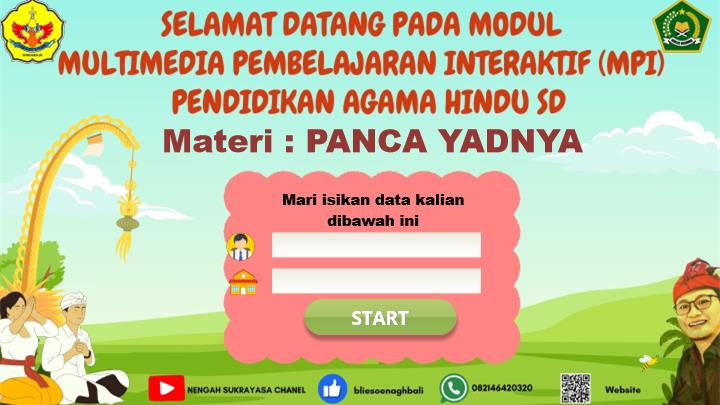 SELAMAT DATANG PADA MODUL
MULTIMEDIA PEMBELAJARAN INTERAKTIF (MPI)
PENDIDIKAN AGAMA HINDU SD
Materi : PANCA YADNYA
Mari isikan data kalian
dibawah ini
START
NENGAH SUKRAYASA CHANEL
bliesoenaghbali
082146420320
Website